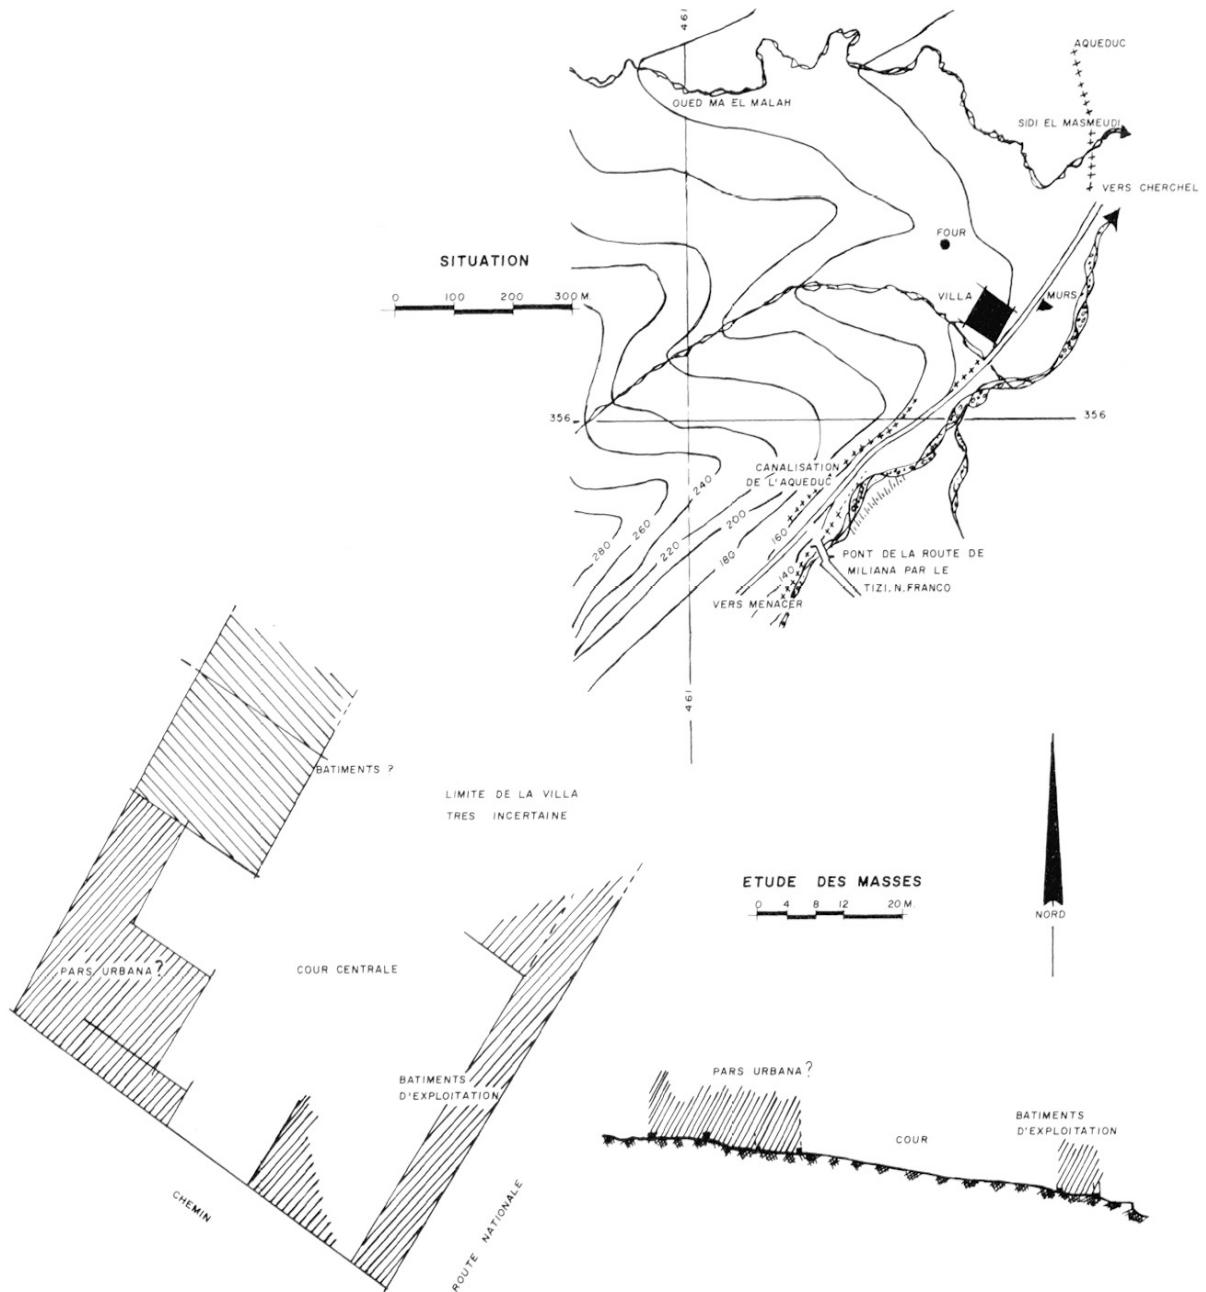 461
AQUEDUC
OUED MA EL MALAH
SIDI EL MASMEUDI
VERS CHERCHEL
FOUR
SITUATION
0 100 200 300 M.
VILLA
MURS
356
356
CANALISATION
DE L'AQUEDUC
240
200
260
220
280
180
160
140
PONT DE LA ROUTE DE
MILIANA PAR LE
TIZI. N. FRANCO
VERS MENACER
461
BATIMENTS ?
LIMITE DE LA VILLA
TRES INCERTAINE
ETUDE DES MASSES
0 4 8 12 20 M.
NORD
PARS URBANA ?
COUR CENTRALE
BATIMENTS
D'EXPLOITATION
CHEMIN
ROUTE NATIONALE
PARS URBANA ?
COUR
BATIMENTS
D'EXPLOITATION